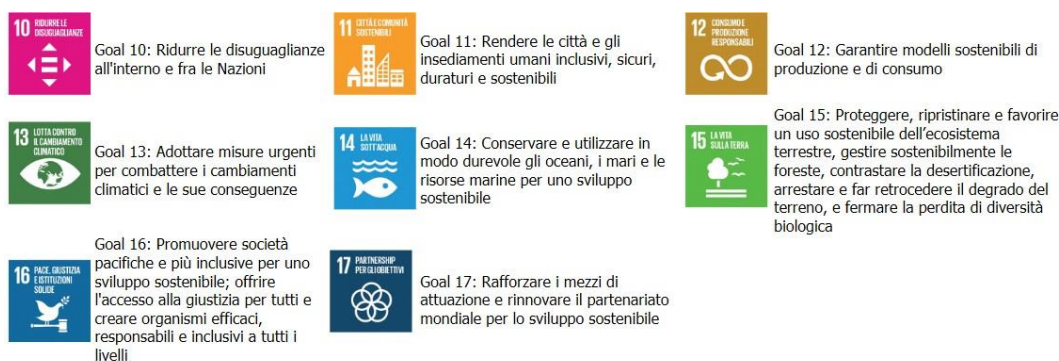 10 RIDURRE LE
DISUGUAGLIANZE
Goal 10: Ridurre le disuguaglianze
all'interno e fra le Nazioni
11 CITTÀ E COMUNITÀ
SOSTENIBILI
Goal 11: Rendere le città e gli
insediamenti umani inclusivi, sicuri,
duraturi e sostenibili
12 CONSUMO E
PRODUZIONE
RESPONSABILI
Goal 12: Garantire modelli sostenibili di
produzione e di consumo
13 LOTTA CONTRO
IL CAMBIAMENTO
CLIMATICO
Goal 13: Adottare misure urgenti
per combattere i cambiamenti
climatici e le sue conseguenze
14 LA VITA
SOTT'ACQUA
Goal 14: Conservare e utilizzare in
modo durevole gli oceani, i mari e le
risorse marine per uno sviluppo
sostenibile
15 LA VITA
SULLA TERRA
Goal 15: Proteggere, ripristinare e favorire
un uso sostenibile dell'ecosistema
terrestre, gestire sostenibilmente le
foreste, contrastare la desertificazione,
arrestare e far retrocedere il degrado del
terreno, e fermare la perdita di diversità
biologica
16 PACE, GIUSTIZIA
E ISTITUZIONI
SOLIDE
Goal 16: Promuovere società
pacifiche e più inclusive per uno
sviluppo sostenibile; offrire
l'accesso alla giustizia per tutti e
creare organismi efficaci,
responsabili e inclusivi a tutti i
livelli
17 PARTNERSHIP
PER GLI OBIETTIVI
Goal 17: Rafforzare i mezzi di
attuazione e rinnovare il partenariato
mondiale per lo sviluppo sostenibile